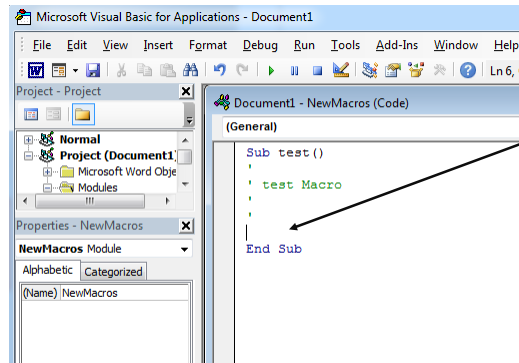 Microsoft Visual Basic for Applications - Document1
File Edit View Insert Format Debug Run Tools Add-Ins Window Help
Ln 6,
Project - Project
Normal
Project (Document1)
Microsoft Word Obje
Modules
Properties - NewMacros
NewMacros Module
Alphabetic Categorized
(Name) NewMacros
Document1 - NewMacros (Code)
(General)
Sub test()
'
' test Macro
'
'
End Sub